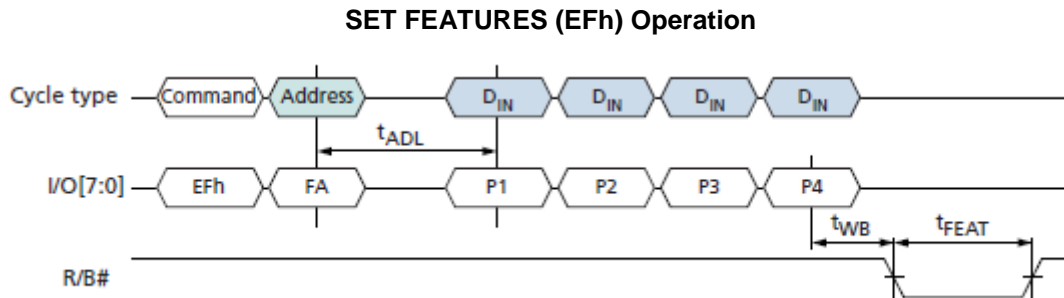 SET FEATURES (EFh) Operation
Cycle type Command Address DIN DIN DIN DIN
tADL
I/O[7:0] EFh FA P1 P2 P3 P4
tWB tFEAT
R/B#